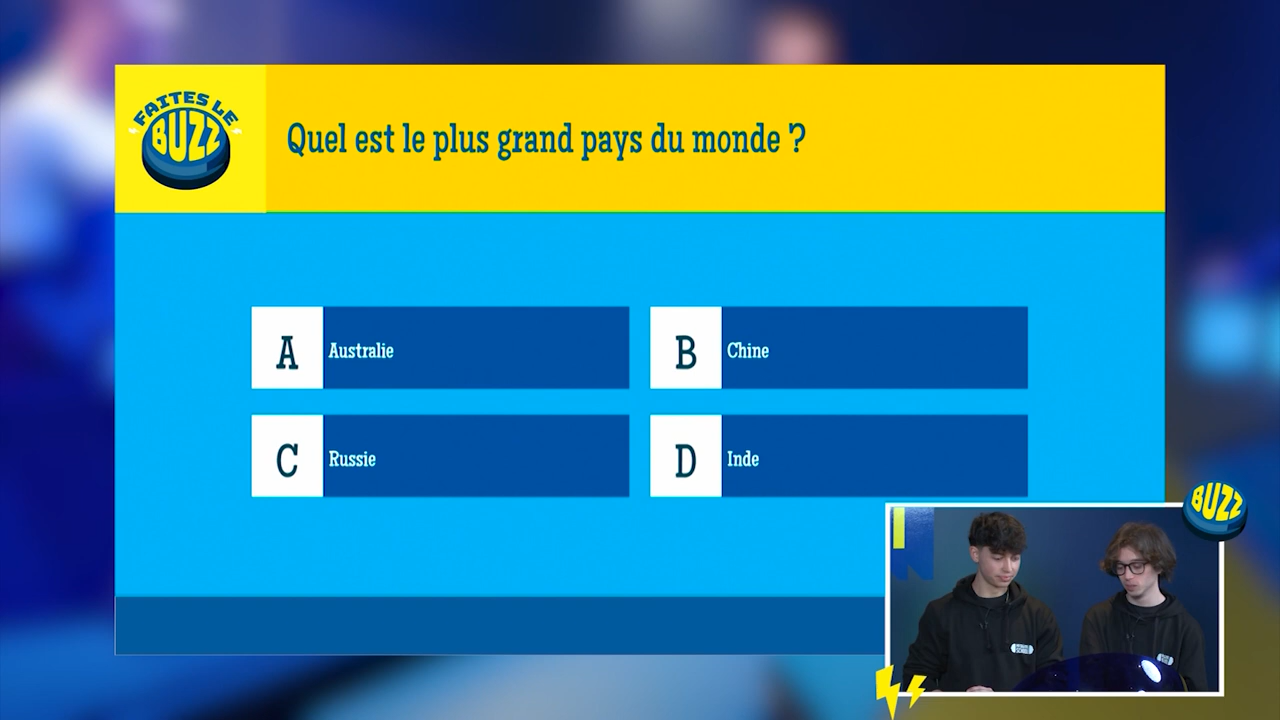 FAITES LE
BUZZ
Quel est le plus grand pays du monde ?
A Australie
B Chine
C Russie
D Inde
BUZZ